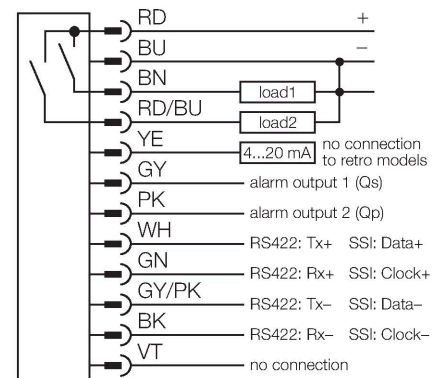 RD +
BU −
BN load1
RD/BU load2
YE 4...20 mA no connection
to retro models
GY alarm output 1 (Qs)
PK alarm output 2 (Qp)
WH RS422: Tx+ SSI: Data+
GN RS422: Rx+ SSI: Clock+
GY/PK RS422: Tx− SSI: Data−
BK RS422: Rx− SSI: Clock−
VT no connection